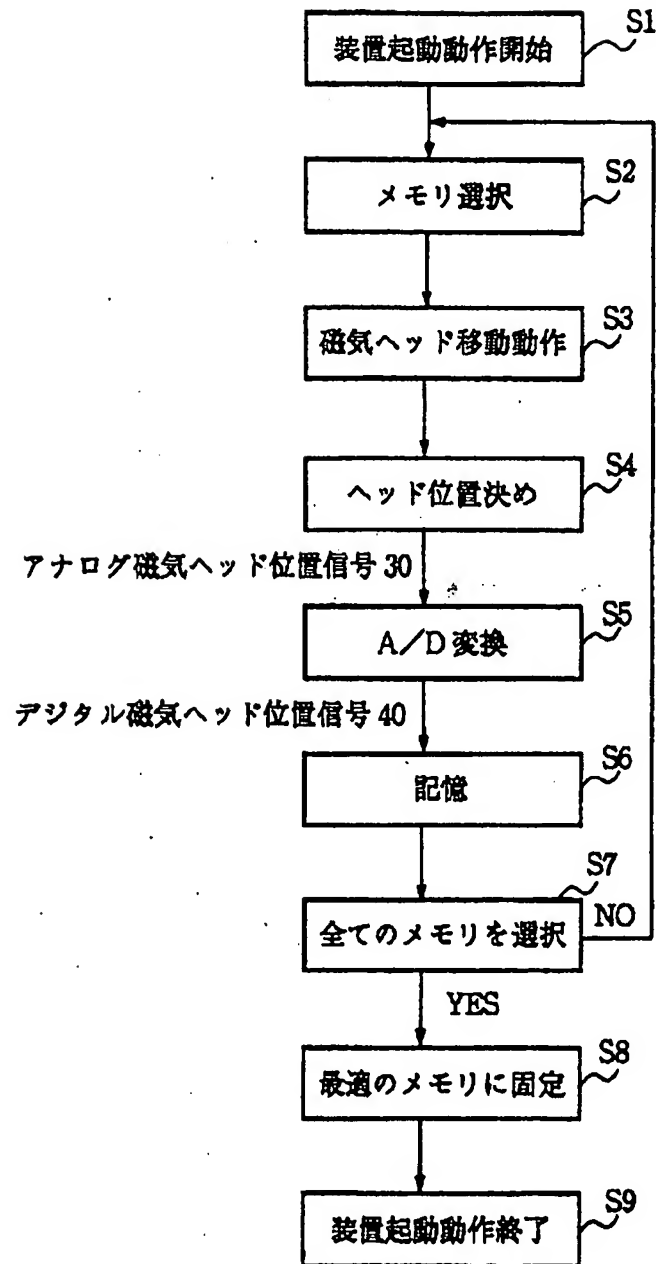 S1
装置起動動作開始
S2
メモリ選択
S3
磁気ヘッド移動動作
S4
ヘッド位置決め
アナログ磁気ヘッド位置信号 30
S5
A/D 変換
デジタル磁気ヘッド位置信号 40
S6
記憶
S7
全てのメモリを選択
NO
YES
S8
最適のメモリに固定
S9
装置起動動作終了